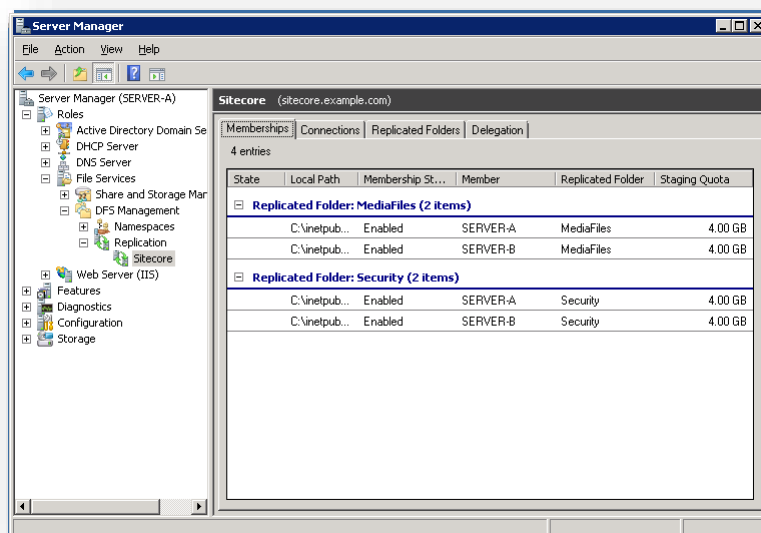 Server Manager
File Action View Help
Server Manager (SERVER-A)
Roles
Active Directory Domain Se
DHCP Server
DNS Server
File Services
Share and Storage Mar
DFS Management
Namespaces
Replication
Sitecore
Web Server (IIS)
Features
Diagnostics
Configuration
Storage
Sitecore (sitecore.example.com)
Memberships Connections Replicated Folders Delegation
4 entries
State Local Path Membership St... Member Replicated Folder Staging Quota
Replicated Folder: MediaFiles (2 items)
C:\inetpub... Enabled SERVER-A MediaFiles 4.00 GB
C:\inetpub... Enabled SERVER-B MediaFiles 4.00 GB
Replicated Folder: Security (2 items)
C:\inetpub... Enabled SERVER-A Security 4.00 GB
C:\inetpub... Enabled SERVER-B Security 4.00 GB